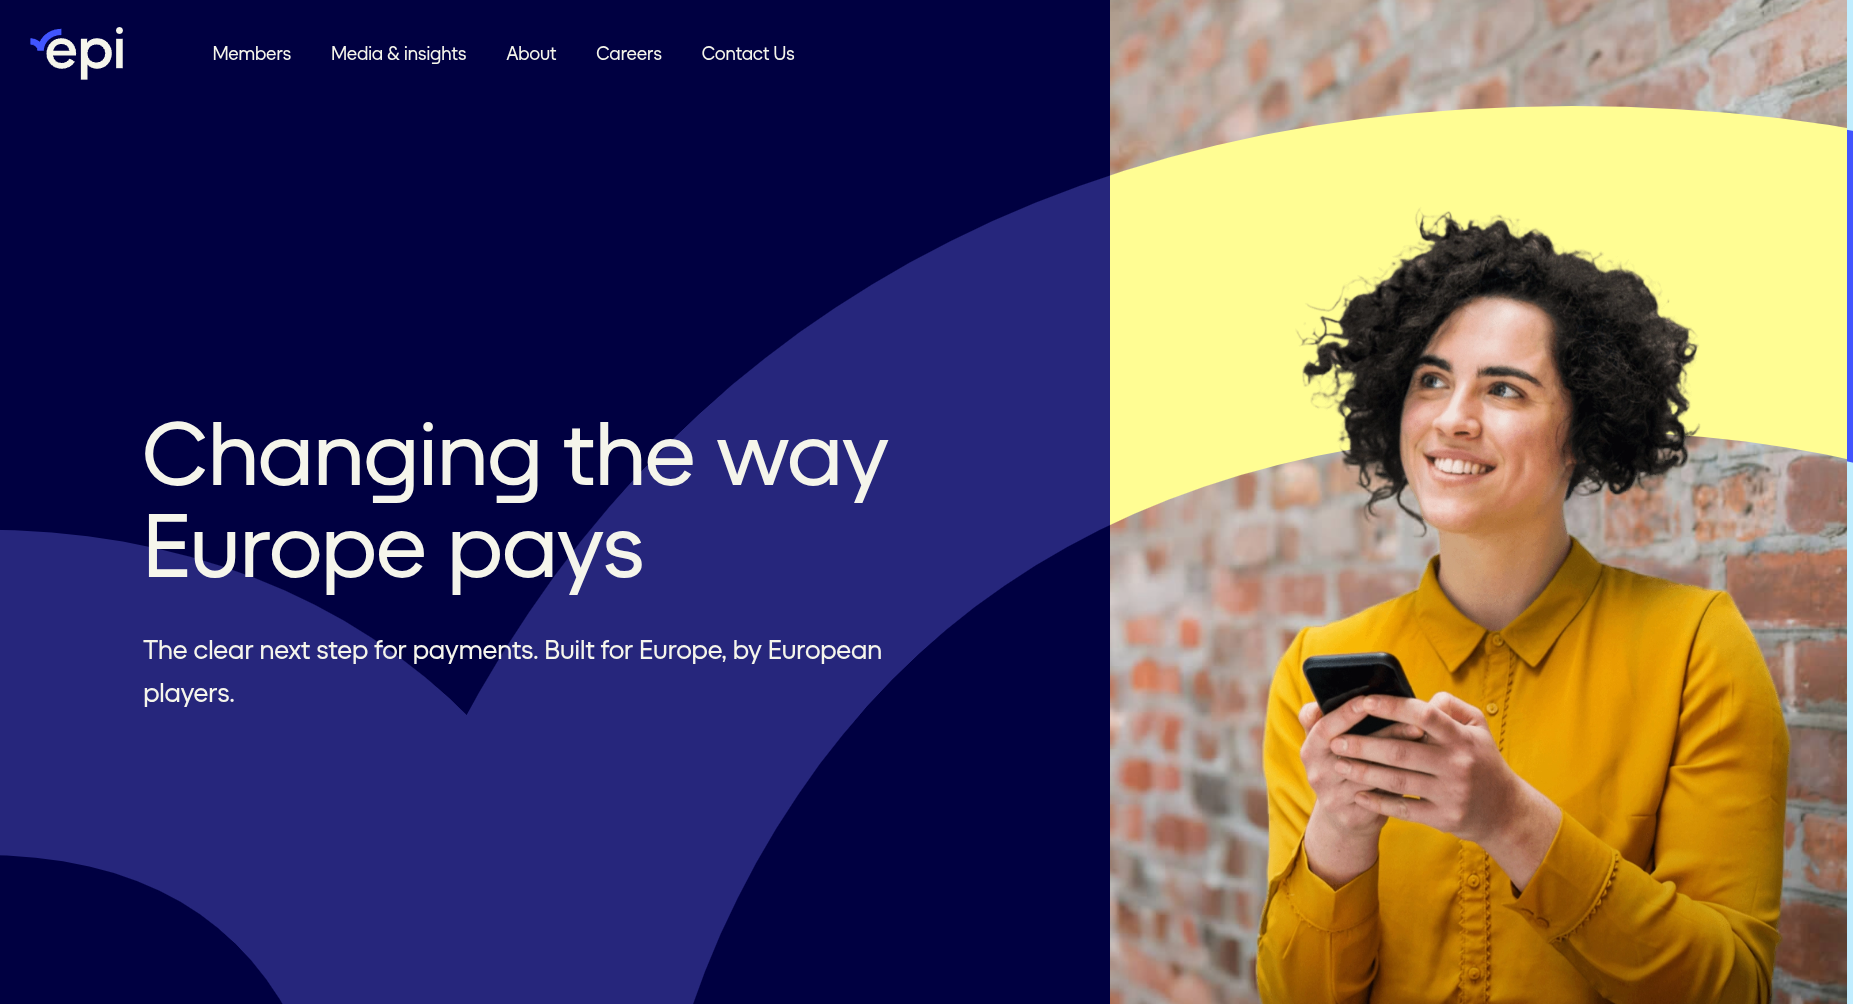 epi
Members
Media & insights
About
Careers
Contact Us
Changing the way
Europe pays
The clear next step for payments. Built for Europe, by European
players.